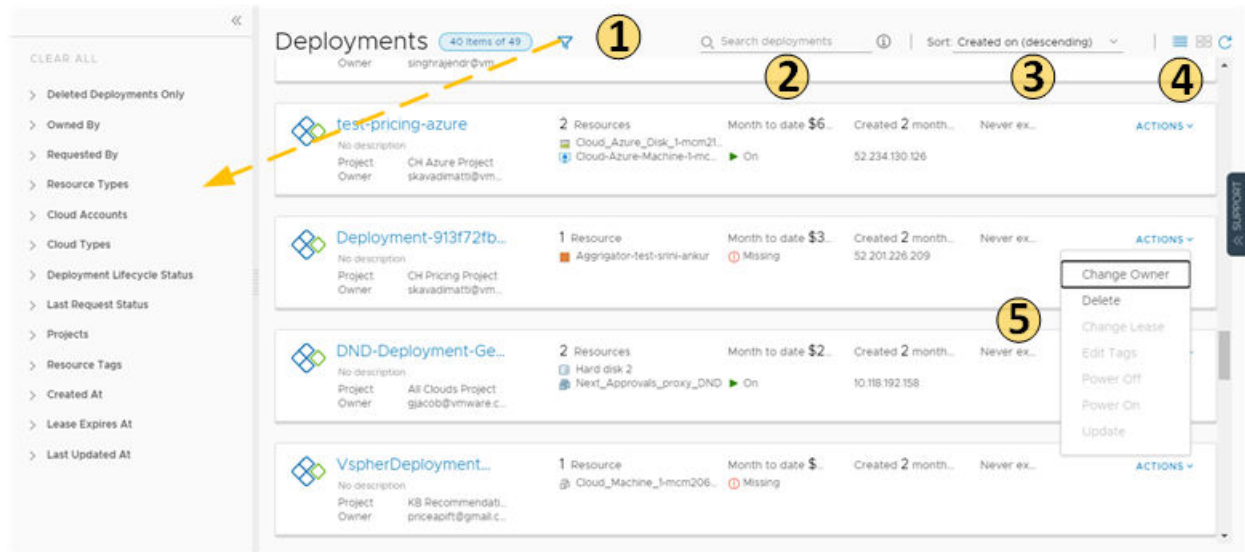 «
CLEAR ALL
> Deleted Deployments Only
> Owned By
> Requested By
> Resource Types
> Cloud Accounts
> Cloud Types
> Deployment Lifecycle Status
> Last Request Status
> Projects
> Resource Tags
> Created At
> Lease Expires At
> Last Updated At
Deployments 40 items of 49 1 Search deployments Sort: Created on (descending)
2 3 4
Owner singhrajendr@vm...
test-pricing-azure 2 Resources Month to date $6... Created 2 month... Never ex... ACTIONS
No description Cloud_Azure_Disk_1-mcm21...
Cloud-Azure-Machine-1-mc... On 52.234.130.126
Project CH Azure Project
Owner skavadimatti@vm...
SUPPORT
Deployment-913f72fb... 1 Resource Month to date $3... Created 2 month... Never ex... ACTIONS
No description Aggrigator-test-srini-ankur Missing 52.201.226.209
Project CH Pricing Project
Owner skavadimatti@vm...
Change Owner
Delete
Change Lease
Edit Tags
Power Off
Power On
Update
5
DND-Deployment-Ge... 2 Resources Month to date $2... Created 2 month... Never ex...
No description Hard disk 2
Next_Approvals_proxy_DND On 10.118.192.158
Project All Clouds Project
Owner gjacob@vmware.c...
VspherDeployment... 1 Resource Month to date $... Created 2 month... Never ex... ACTIONS
No description Cloud_Machine_1-mcm206... Missing
Project KB Recommendati...
Owner priceapift@gmail.c...